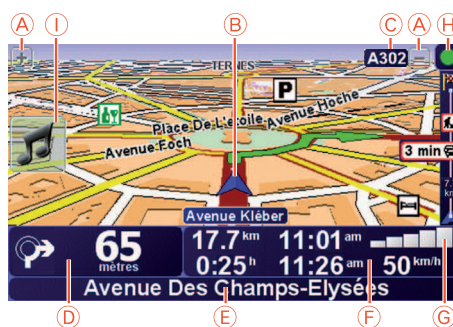 A I B C A H
+ A302 −
TERNES
P
Place De L'etoile
Avenue Hoche
Avenue Foch
3 min
Avenue Kléber
65
mètres
17.7 km 11:01 am
0:25 h 11:26 am 50 km/h
Avenue Des Champs-Elysées
D E F G